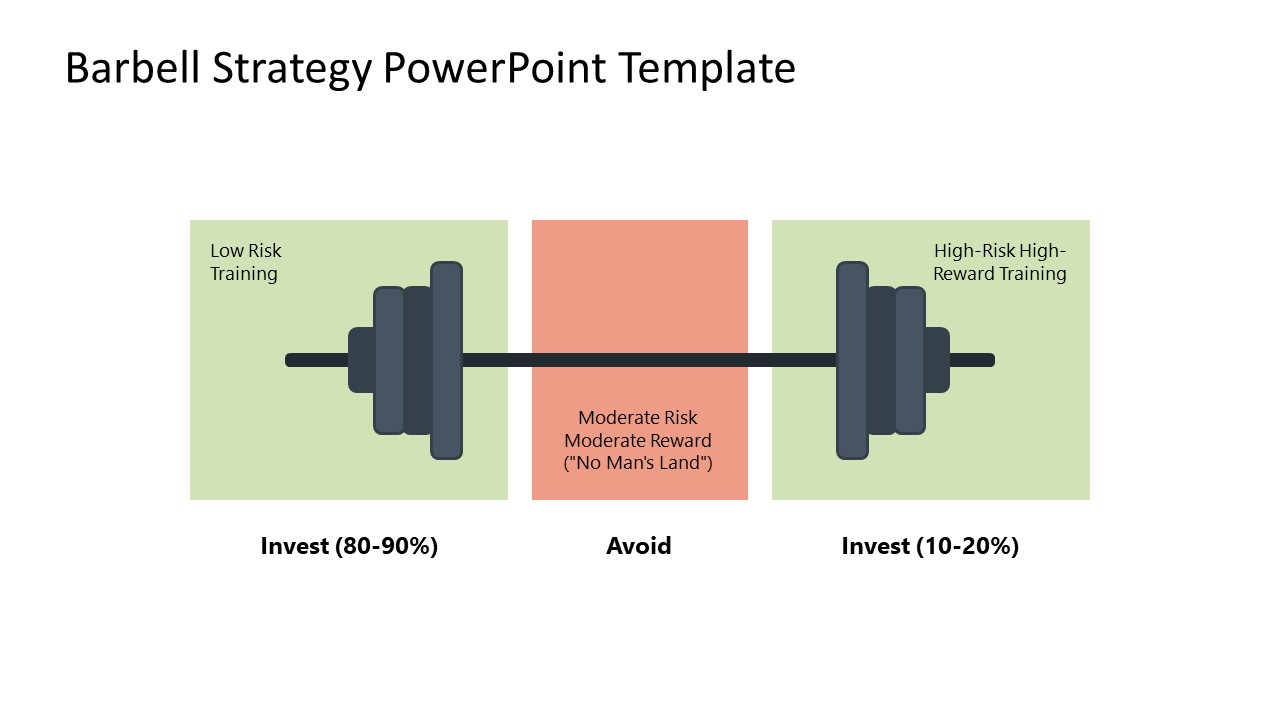 Barbell Strategy PowerPoint Template
Low Risk
Training
High-Risk High-
Reward Training
Moderate Risk
Moderate Reward
("No Man's Land")
Invest (80-90%)
Avoid
Invest (10-20%)